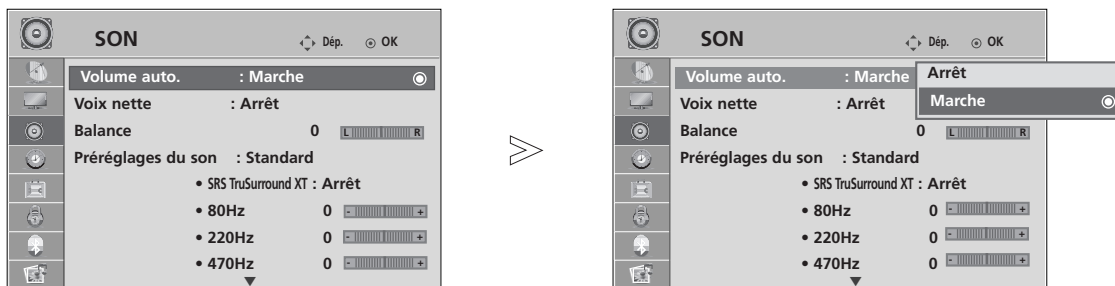 SON
Dép. OK
Volume auto. : Marche
Voix nette : Arrêt
Balance 0 L R
Préréglages du son : Standard
• SRS TruSurround XT : Arrêt
• 80Hz 0 - +
• 220Hz 0 - +
• 470Hz 0 - +
SON
Dép. OK
Volume auto. : Marche
Arrêt
Marche
Voix nette : Arrêt
Balance 0 L R
Préréglages du son : Standard
• SRS TruSurround XT : Arrêt
• 80Hz 0 - +
• 220Hz 0 - +
• 470Hz 0 - +